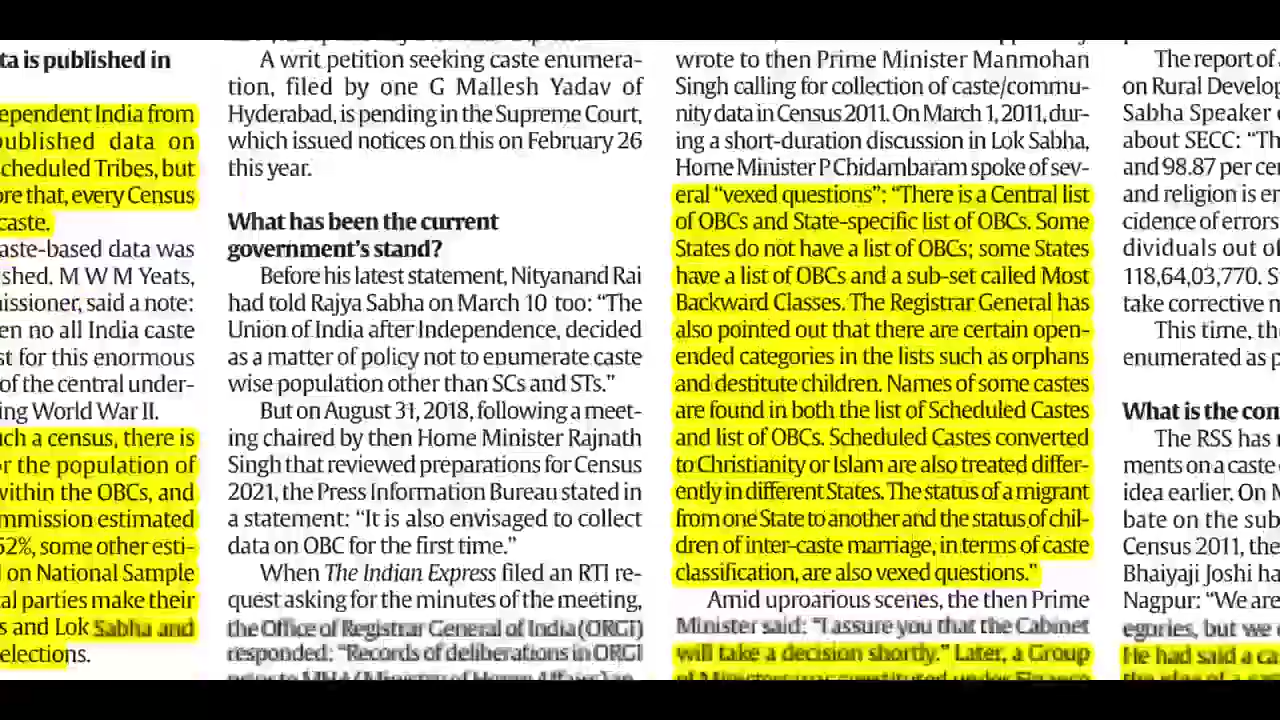 ta is published in
ependent India from
published data on
cheduled Tribes, but
ore that, every Census
caste.
aste-based data was
shed. M W M Yeats,
issioner, said a note:
en no all India caste
st for this enormous
of the central under-
ing World War II.
uch a census, there is
or the population of
within the OBCs, and
mmission estimated
52%, some other esti-
l on National Sample
al parties make their
s and Lok Sabha and
elections.
A writ petition seeking caste enumera-
tion, filed by one G Mallesh Yadav of
Hyderabad, is pending in the Supreme Court,
which issued notices on this on February 26
this year.
What has been the current
government's stand?
Before his latest statement, Nityanand Rai
had told Rajya Sabha on March 10 too: "The
Union of India after Independence, decided
as a matter of policy not to enumerate caste
wise population other than SCs and STs."
But on August 31, 2018, following a meet-
ing chaired by then Home Minister Rajnath
Singh that reviewed preparations for Census
2021, the Press Information Bureau stated in
a statement: "It is also envisaged to collect
data on OBC for the first time."
When The Indian Express filed an RTI re-
quest asking for the minutes of the meeting,
the Office of Registrar General of India (ORGI)
responded: "Records of deliberations in ORGI
prior to MHA (Ministry of Home Affairs) an-
wrote to then Prime Minister Manmohan
Singh calling for collection of caste/commu-
nity data in Census 2011. On March 1, 2011, dur-
ing a short-duration discussion in Lok Sabha,
Home Minister P Chidambaram spoke of sev-
eral "vexed questions": "There is a Central list
of OBCs and State-specific list of OBCs. Some
States do not have a list of OBCs; some States
have a list of OBCs and a sub-set called Most
Backward Classes. The Registrar General has
also pointed out that there are certain open-
ended categories in the lists such as orphans
and destitute children. Names of some castes
are found in both the list of Scheduled Castes
and list of OBCs. Scheduled Castes converted
to Christianity or Islam are also treated differ-
ently in different States. The status of a migrant
from one State to another and the status of chil-
dren of inter-caste marriage, in terms of caste
classification, are also vexed questions."
Amid uproarious scenes, the then Prime
Minister said: "I assure you that the Cabinet
will take a decision shortly." Later, a Group
of Ministers was constituted under Finance
The report of
on Rural Develop
Sabha Speaker
about SECC: "Th
and 98.87 per ce
and religion is er
cidence of errors
dividuals out of
118,64,03,770. S
take corrective m
This time, th
enumerated as p
What is the con
The RSS has
ments on a caste
idea earlier. On M
bate on the sub
Census 2011, the
Bhaiyaji Joshi ha
Nagpur: "We are
egories, but we
He had said a ca
the idea of a